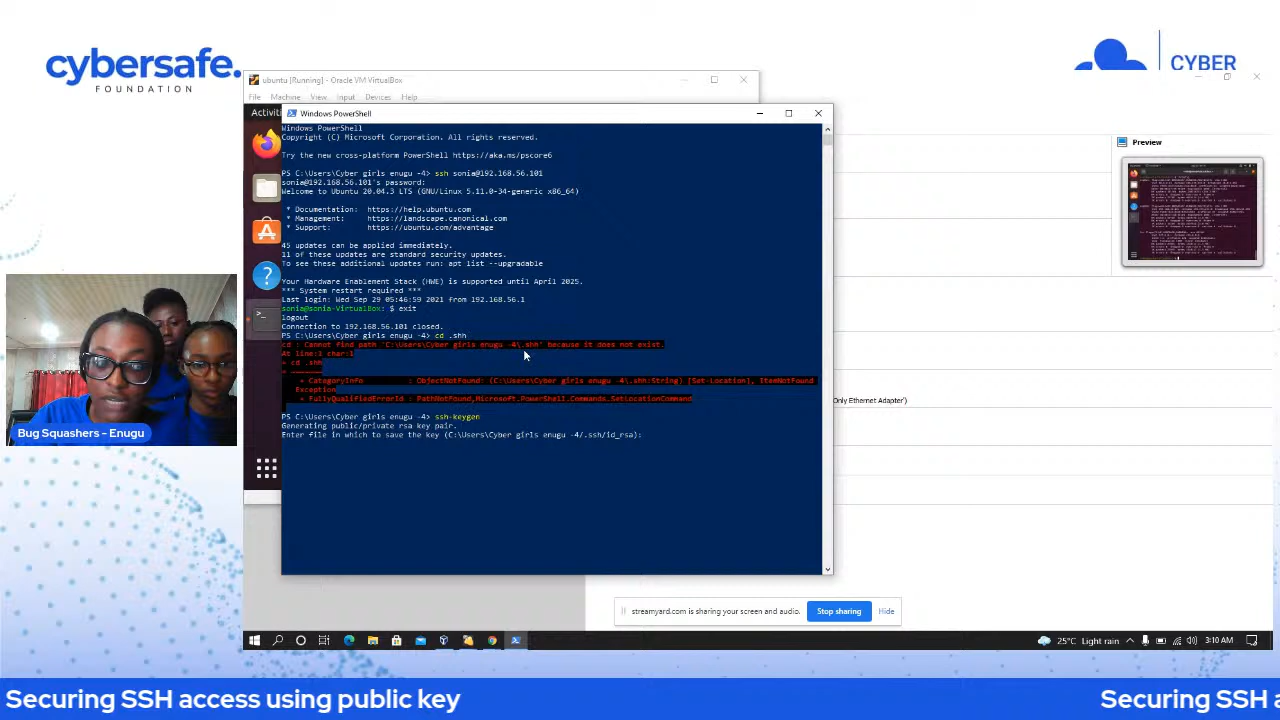 cybersafe.
FOUNDATION
CYBER
ubuntu [Running] - Oracle VM VirtualBox
File Machine View Input Devices Help
Activiti
Windows PowerShell
Windows PowerShell
Copyright (C) Microsoft Corporation. All rights reserved.
Try the new cross-platform PowerShell https://aka.ms/pscore6
PS C:\Users\Cyber girls enugu -4> ssh sonia@192.168.56.101
sonia@192.168.56.101's password:
Welcome to Ubuntu 20.04.3 LTS (GNU/Linux 5.11.0-34-generic x86_64)
* Documentation: https://help.ubuntu.com
* Management: https://landscape.canonical.com
* Support: https://ubuntu.com/advantage
45 updates can be applied immediately.
11 of these updates are standard security updates.
To see these additional updates run: apt list --upgradable
Your Hardware Enablement Stack (HWE) is supported until April 2025.
*** System restart required ***
Last login: Wed Sep 29 05:46:59 2021 from 192.168.56.1
sonia@sonia-VirtualBox:~$ exit
logout
Connection to 192.168.56.101 closed.
PS C:\Users\Cyber girls enugu -4> cd .shh
cd : Cannot find path 'C:\Users\Cyber girls enugu -4\.shh' because it does not exist.
At line:1 char:1
+ cd .shh
+ ~~~~~~~
+ CategoryInfo : ObjectNotFound: (C:\Users\Cyber girls enugu -4\.shh:String) [Set-Location], ItemNotFound
Exception
+ FullyQualifiedErrorId : PathNotFound,Microsoft.PowerShell.Commands.SetLocationCommand
PS C:\Users\Cyber girls enugu -4> ssh-keygen
Generating public/private rsa key pair.
Enter file in which to save the key (C:\Users\Cyber girls enugu -4/.ssh/id_rsa):
Preview
Only Ethernet Adapter')
Bug Squashers - Enugu
streamyard.com is sharing your screen and audio.
Stop sharing
Hide
25°C Light rain
3:10 AM
Securing SSH access using public key
Securing SSH a